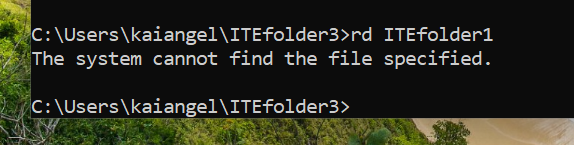 C:\Users\kaiangel\ITEfolder3>rd ITEfolder1
The system cannot find the file specified.
C:\Users\kaiangel\ITEfolder3>